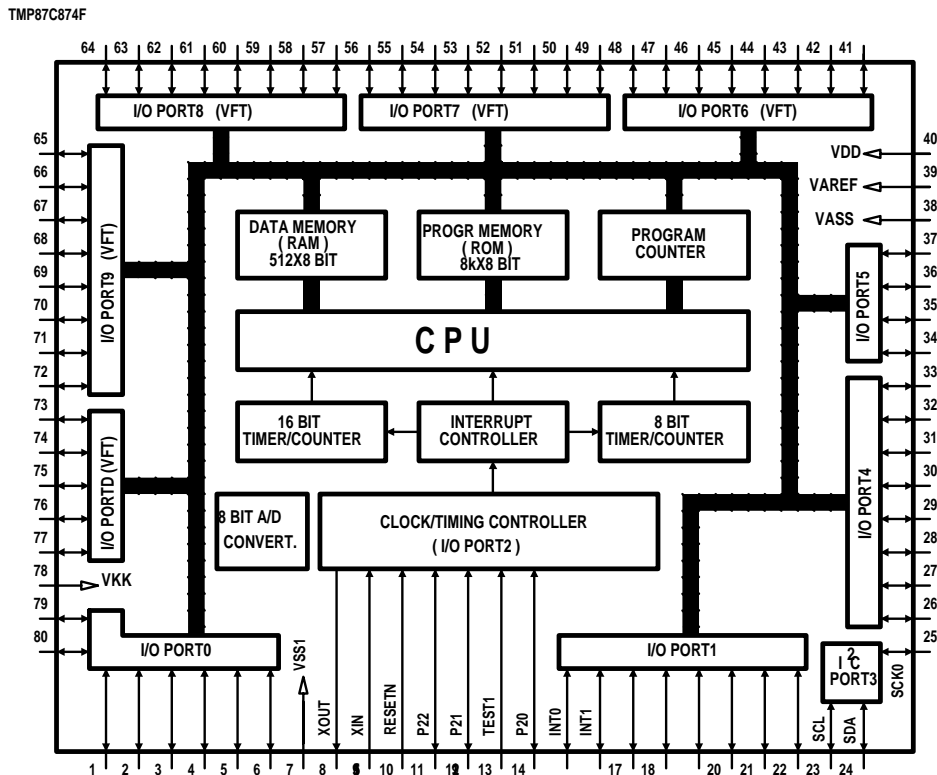 TMP87C874F
64 63 62 61 60 59 58 57 56 55 54 53 52 51 50 49 48 47 46 45 44 43 42 41
I/O PORT8 (VFT)
I/O PORT7 (VFT)
I/O PORT6 (VFT)
65
66
67
68
69
70
71
72
73
74
75
76
77
78
79
80
I/O PORT9 (VFT)
I/O PORTD (VFT)
VKK
DATA MEMORY
( RAM )
512X8 BIT
PROGR MEMORY
( ROM )
8kX8 BIT
PROGRAM
COUNTER
CPU
16 BIT
TIMER/COUNTER
INTERRUPT
CONTROLLER
8 BIT
TIMER/COUNTER
8 BIT A/D
CONVERT.
CLOCK/TIMING CONTROLLER
( I/O PORT2 )
VDD
VAREF
VASS
40
39
38
37
36
35
34
33
32
31
30
29
28
27
26
25
I/O PORT5
I/O PORT4
I/O PORT0
I/O PORT1
I2C
PORT3
SCK0
VSS1
XOUT
XIN
RESETN
P22
P21
TEST1
P20
INT0
INT1
SCL
SDA
1 2 3 4 5 6 7 8 10 11 13 14 17 18 20 21 22 23 24